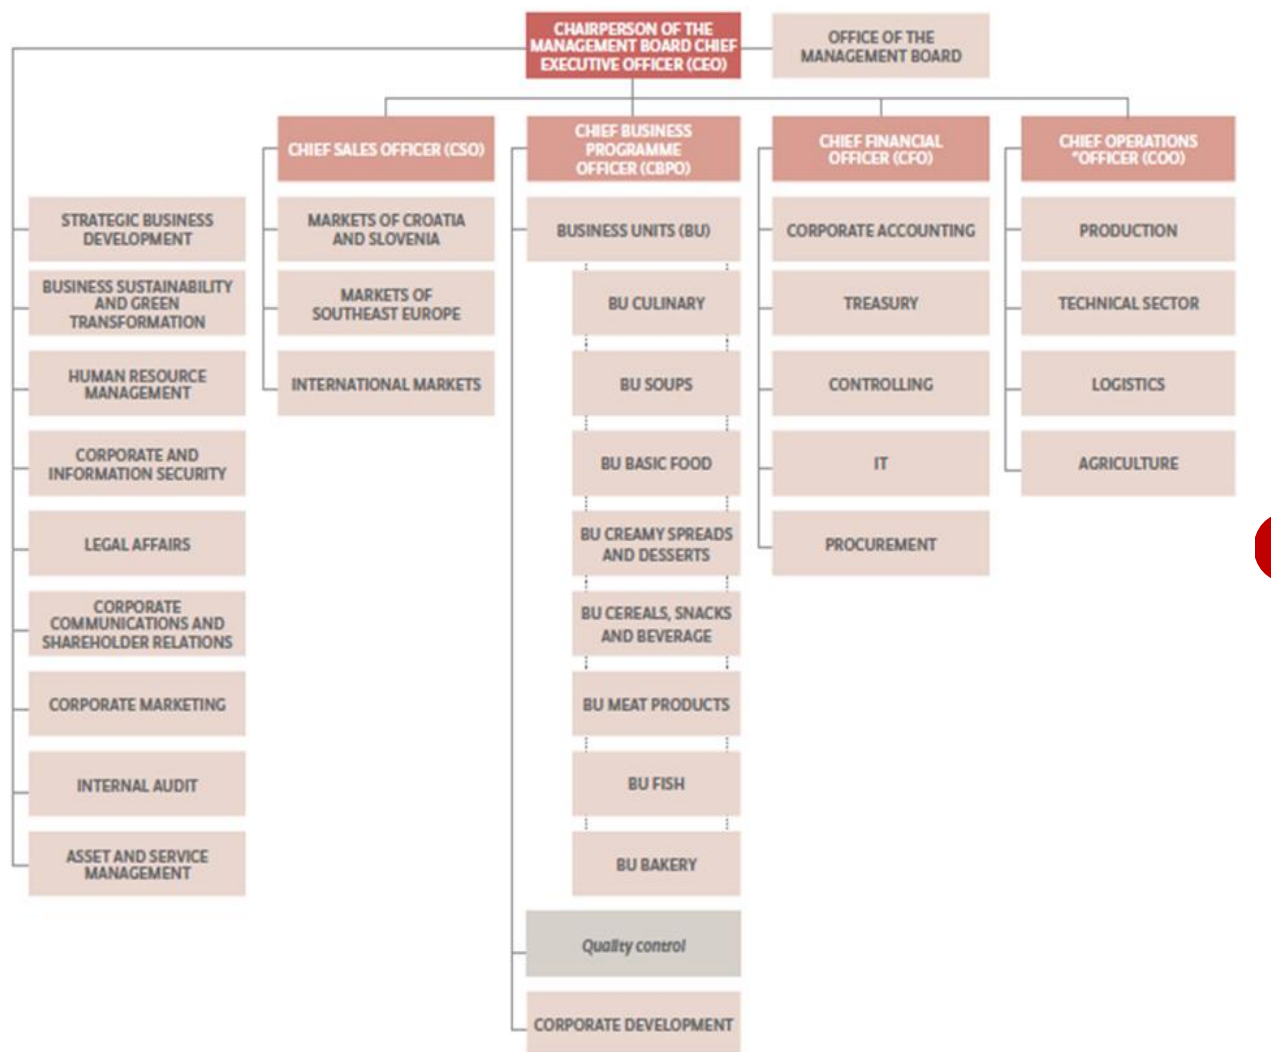 CHAIRPERSON OF THE
MANAGEMENT BOARD CHIEF
EXECUTIVE OFFICER (CEO)
OFFICE OF THE
MANAGEMENT BOARD
CHIEF SALES OFFICER (CSO)
CHIEF BUSINESS
PROGRAMME
OFFICER (CBPO)
CHIEF FINANCIAL
OFFICER (CFO)
CHIEF OPERATIONS
"OFFICER (COO)
STRATEGIC BUSINESS
DEVELOPMENT
BUSINESS SUSTAINABILITY
AND GREEN
TRANSFORMATION
HUMAN RESOURCE
MANAGEMENT
CORPORATE AND
INFORMATION SECURITY
LEGAL AFFAIRS
CORPORATE
COMMUNICATIONS AND
SHAREHOLDER RELATIONS
CORPORATE MARKETING
INTERNAL AUDIT
ASSET AND SERVICE
MANAGEMENT
MARKETS OF CROATIA
AND SLOVENIA
MARKETS OF
SOUTHEAST EUROPE
INTERNATIONAL MARKETS
BUSINESS UNITS (BU)
BU CULINARY
BU SOUPS
BU BASIC FOOD
BU CREAMY SPREADS
AND DESSERTS
BU CEREALS, SNACKS
AND BEVERAGE
BU MEAT PRODUCTS
BU FISH
BU BAKERY
Quality control
CORPORATE DEVELOPMENT
CORPORATE ACCOUNTING
TREASURY
CONTROLLING
IT
PROCUREMENT
PRODUCTION
TECHNICAL SECTOR
LOGISTICS
AGRICULTURE